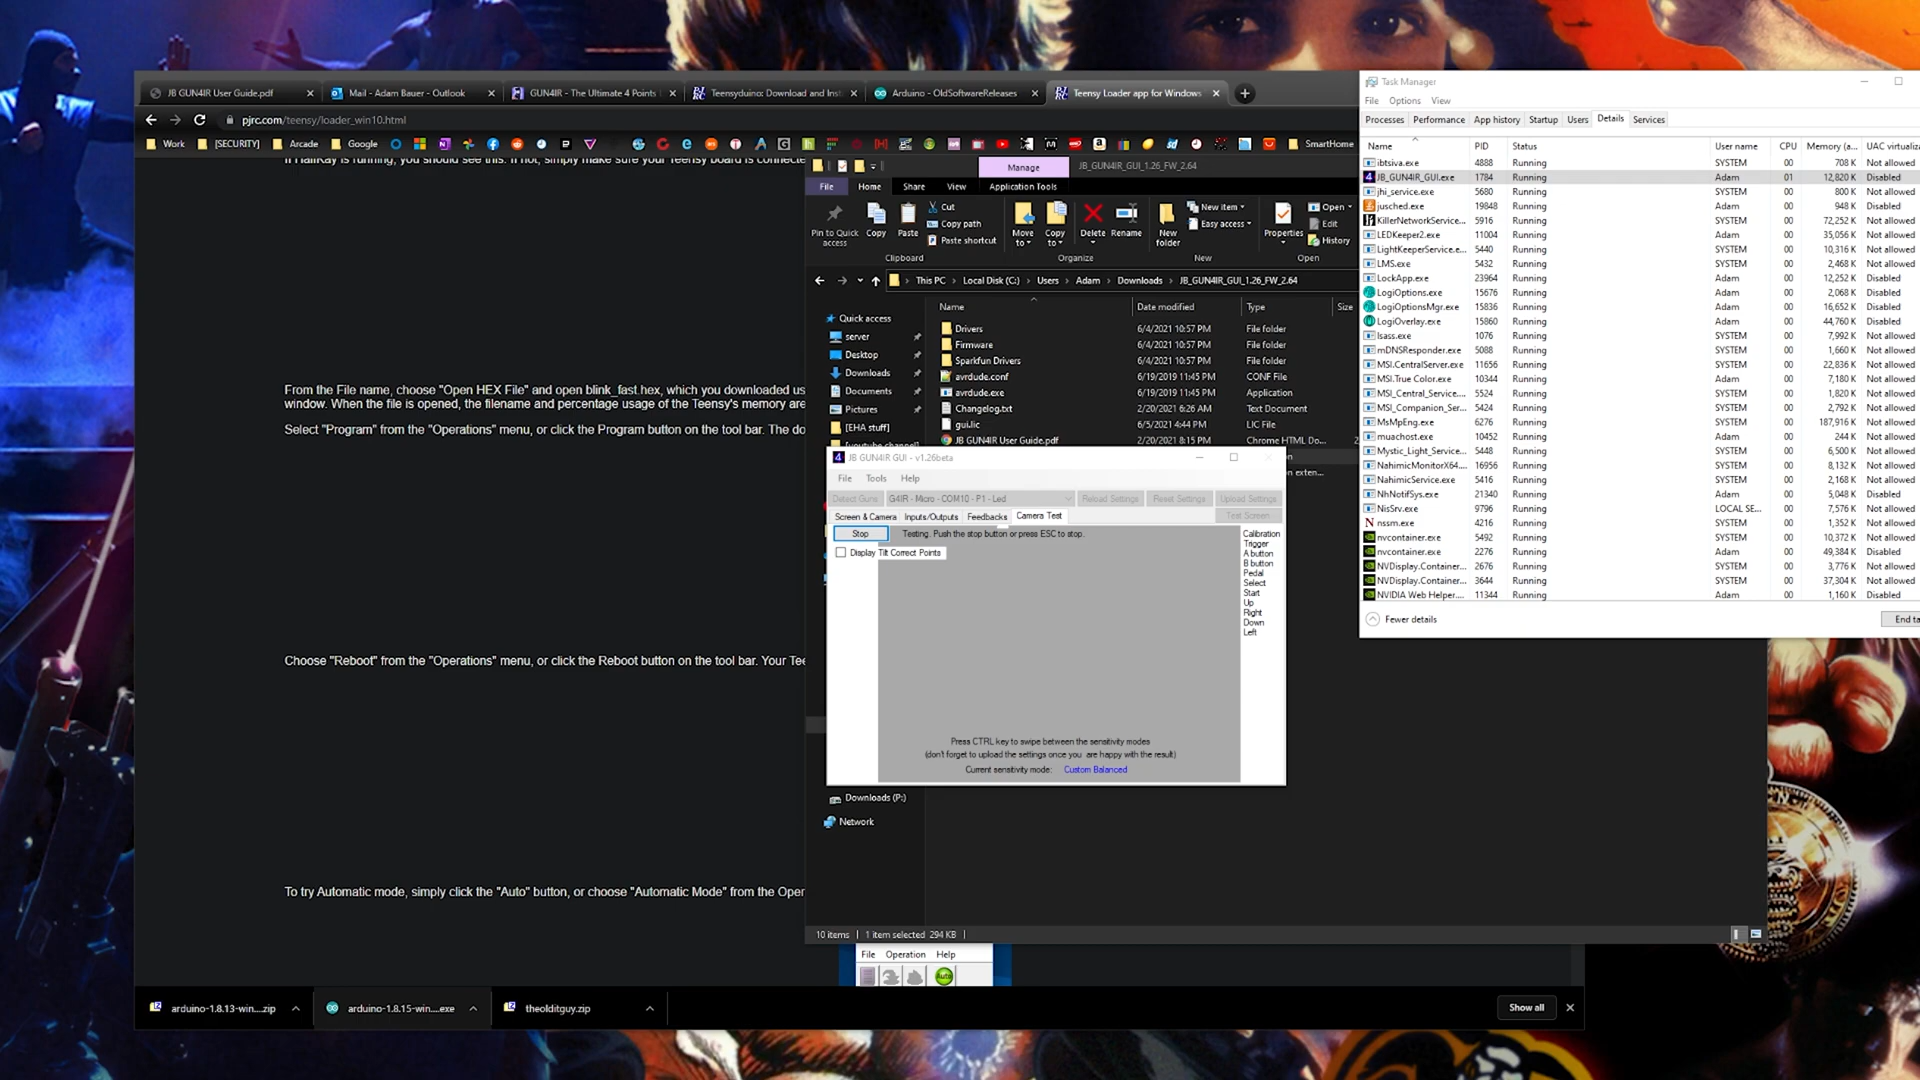 JB GUN4IR User Guide.pdf
Mail - Adam Bauer - Outlook
GUN4IR - The Ultimate 4 Points
Teensyduino: Download and Inst
Arduino - OldSoftwareReleases
Teensy Loader app for Windows
pjrc.com/teensy/loader_win10.html
Work
[SECURITY]
Arcade
Google
SmartHome
If HalfKay is running, you should see this. If not, simply make sure your Teensy board is connecte
From the File name, choose "Open HEX File" and open blink_fast.hex, which you downloaded us
window. When the file is opened, the filename and percentage usage of the Teensy's memory are
Select "Program" from the "Operations" menu, or click the Program button on the tool bar. The do
Choose "Reboot" from the "Operations" menu, or click the Reboot button on the tool bar. Your Tee
To try Automatic mode, simply click the "Auto" button, or choose "Automatic Mode" from the Oper
Manage
JB_GUN4IR_GUI_1.26_FW_2.64
File
Home
Share
View
Application Tools
Pin to Quick access
Copy
Paste
Cut
Copy path
Paste shortcut
Clipboard
Move to
Copy to
Delete
Rename
Organize
New folder
New item
Easy access
New
Properties
Open
Edit
History
Open
This PC > Local Disk (C:) > Users > Adam > Downloads > JB_GUN4IR_GUI_1.26_FW_2.64
Quick access
server
Desktop
Downloads
Documents
Pictures
[EHA stuff]
[youtube channel]
Downloads (P:)
Network
Name Date modified Type Size
Drivers 6/4/2021 10:57 PM File folder
Firmware 6/4/2021 10:57 PM File folder
Sparkfun Drivers 6/4/2021 10:57 PM File folder
avrdude.conf 6/19/2019 11:45 PM CONF File
avrdude.exe 6/19/2019 11:45 PM Application
Changelog.txt 2/20/2021 6:26 AM Text Document
gui.lic 6/5/2021 4:44 PM LIC File
JB GUN4IR User Guide.pdf 2/20/2021 8:15 PM Chrome HTML Do... 2
on
on exten...
10 items
1 item selected 294 KB
JB GUN4IR GUI - v1.26beta
File Tools Help
Detect Guns
G4IR - Micro - COM10 - P1 - Led
Reload Settings
Reset Settings
Upload Settings
Screen & Camera
Inputs/Outputs
Feedbacks
Camera Test
Test Screen
Stop
Testing. Push the stop button or press ESC to stop.
Display Tilt Correct Points
Calibration
Trigger
A button
B button
Pedal
Select
Start
Up
Right
Down
Left
Press CTRL key to swipe between the sensitivity modes
(don't forget to upload the settings once you are happy with the result)
Current sensitivity mode: Custom Balanced
Task Manager
File Options View
Processes Performance App history Startup Users Details Services
Name PID Status User name CPU Memory (a... UAC virtualiza
ibtsiva.exe 4888 Running SYSTEM 00 708 K Not allowed
JB_GUN4IR_GUI.exe 1784 Running Adam 01 12,820 K Disabled
jhi_service.exe 5680 Running SYSTEM 00 800 K Not allowed
jusched.exe 19848 Running Adam 00 948 K Disabled
KillerNetworkService... 5916 Running SYSTEM 00 72,252 K Not allowed
LEDKeeper2.exe 11004 Running Adam 00 35,056 K Disabled
LightKeeperService.e... 5440 Running SYSTEM 00 10,316 K Not allowed
LMS.exe 5432 Running SYSTEM 00 2,468 K Not allowed
LockApp.exe 23964 Running Adam 00 12,252 K Disabled
LogiOptions.exe 15676 Running Adam 00 2,068 K Disabled
LogiOptionsMgr.exe 15836 Running Adam 00 16,652 K Disabled
LogiOverlay.exe 15860 Running Adam 00 44,760 K Disabled
lsass.exe 1076 Running SYSTEM 00 7,992 K Not allowed
mDNSResponder.exe 5088 Running SYSTEM 00 1,660 K Not allowed
MSI.CentralServer.exe 11656 Running SYSTEM 00 22,836 K Not allowed
MSI.True Color.exe 10344 Running Adam 00 7,180 K Not allowed
MSI_Central_Service.... 5524 Running SYSTEM 00 1,820 K Not allowed
MSI_Companion_Ser... 5424 Running SYSTEM 00 2,792 K Not allowed
MsMpEng.exe 6276 Running SYSTEM 00 187,916 K Not allowed
muachost.exe 10452 Running Adam 00 244 K Not allowed
Mystic_Light_Service... 5448 Running SYSTEM 00 6,500 K Not allowed
NahimicMonitorX64.... 16956 Running SYSTEM 00 8,132 K Not allowed
NahimicService.exe 5416 Running SYSTEM 00 2,168 K Not allowed
NhNotifSys.exe 21340 Running Adam 00 5,048 K Disabled
NisSrv.exe 9796 Running LOCAL SE... 00 7,576 K Not allowed
nssm.exe 4216 Running SYSTEM 00 1,352 K Not allowed
nvcontainer.exe 5492 Running SYSTEM 00 10,372 K Not allowed
nvcontainer.exe 2276 Running Adam 00 49,384 K Disabled
NVDisplay.Container... 2676 Running SYSTEM 00 3,776 K Not allowed
NVDisplay.Container... 3644 Running SYSTEM 00 37,304 K Not allowed
NVIDIA Web Helper.... 11344 Running Adam 00 1,160 K Disabled
Fewer details
End ta
File Operation Help
Auto
arduino-1.8.13-win....zip
arduino-1.8.15-win....exe
theolditguy.zip
Show all